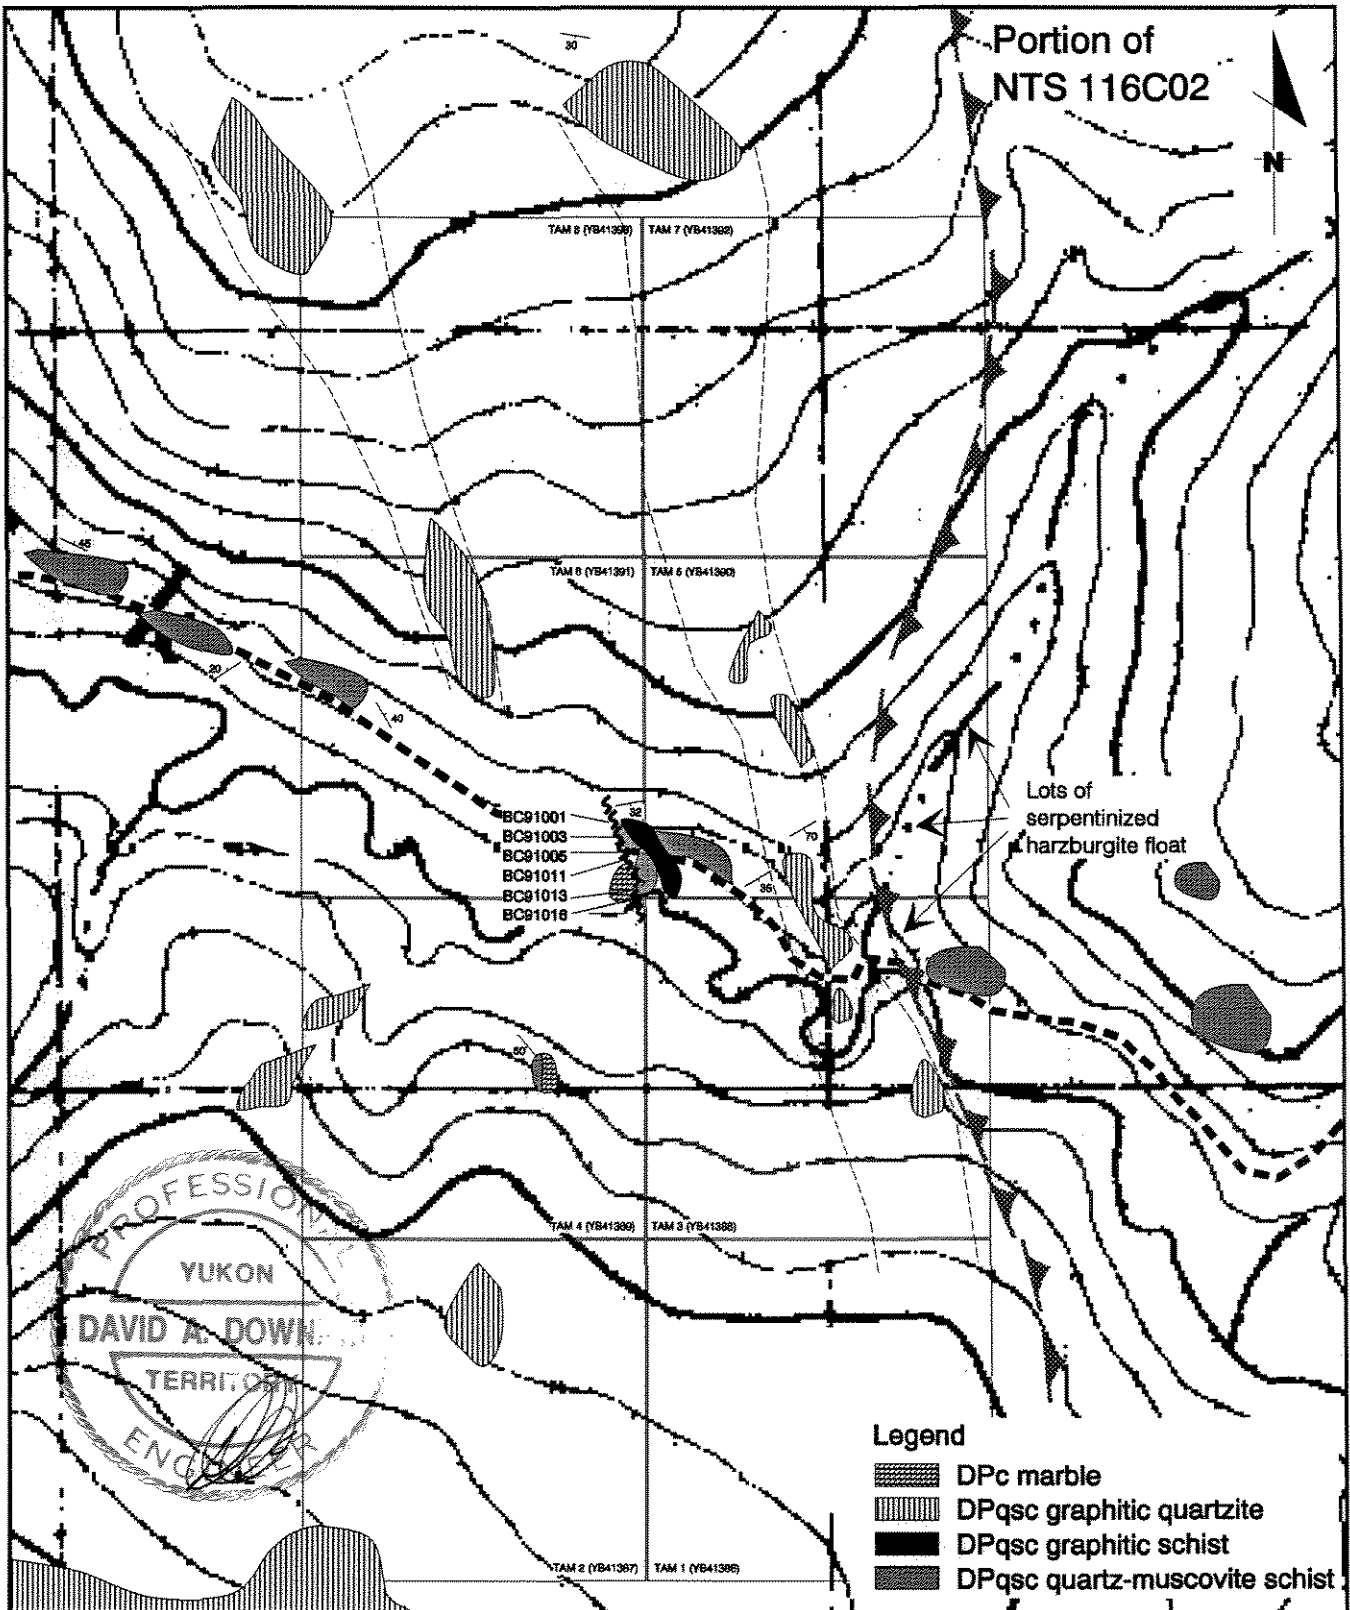 Portion of
NTS 116C02
N
30
TAM 8 (YB41393)
TAM 7 (YB41392)
45
TAM 6 (YB41391)
TAM 5 (YB41390)
20
40
BC91001
BC91003
BC91005
BC91011
BC91013
BC91016
32
70
35
Lots of
serpentinized
harzburgite float
50
TAM 4 (YB41389)
TAM 3 (YB41388)
PROFESSIONAL
YUKON
DAVID A. DOWN
TERRITORY
ENGINEER
TAM 2 (YB41387)
TAM 1 (YB41386)
Legend
DPc marble
DPqsc graphitic quartzite
DPqsc graphitic schist
DPqsc quartz-muscovite schist